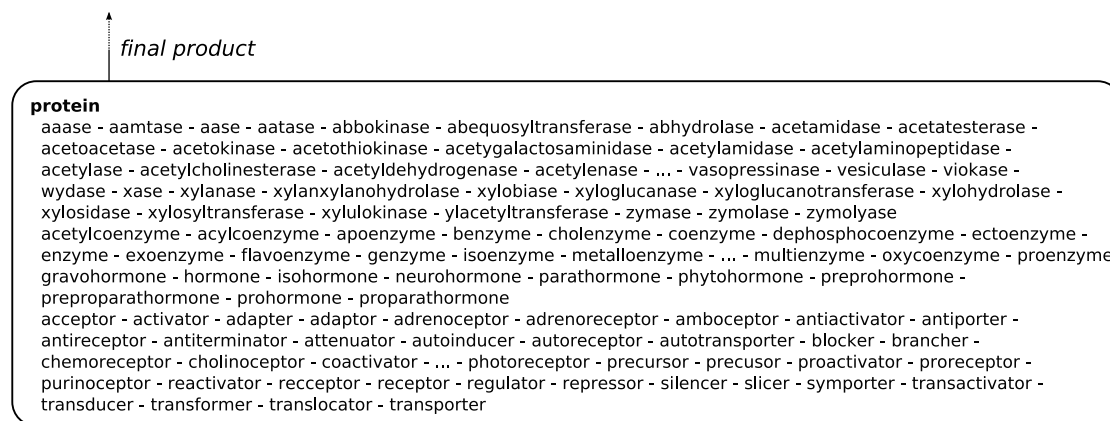 final product
protein
aaase - aamtase - aase - aatase - abbokinase - abequosyltransferase - abhydrolase - acetamidase - acetatesterase -
acetoacetase - acetokinase - acetothiokinase - acetygalactosaminidase - acetylamidase - acetylaminopeptidase -
acetylase - acetylcholinesterase - acetyldehydrogenase - acetylenase - ... - vasopressinase - vesiculase - viokase -
wydase - xase - xylanase - xylanxylanohydrolase - xylobiase - xyloglucanase - xyloglucanotransferase - xylohydrolase -
xylosidase - xylosyltransferase - xylulokinase - ylacetyltransferase - zymase - zymolase - zymolyase
acetylcoenzyme - acylcoenzyme - apoenzyme - benzyme - cholenzyme - coenzyme - dephosphocoenzyme - ectoenzyme -
enzyme - exoenzyme - flavoenzyme - genzyme - isoenzyme - metalloenzyme - ... - multienzyme - oxycoenzyme - proenzyme
gravohormone - hormone - isohormone - neurohormone - parathormone - phytohormone - preprohormone -
preproparathormone - prohormone - proparathormone
acceptor - activator - adapter - adaptor - adrenoceptor - adrenoreceptor - amboceptor - antiactivator - antiporter -
antireceptor - antiterminator - attenuator - autoinducer - autoreceptor - autotransporter - blocker - brancher -
chemoreceptor - cholinoceptor - coactivator - ... - photoreceptor - precursor - precusor - proactivator - proreceptor -
purinoceptor - reactivator - recceptor - receptor - regulator - repressor - silencer - slicer - symporter - transactivator -
transducer - transformer - translocator - transporter